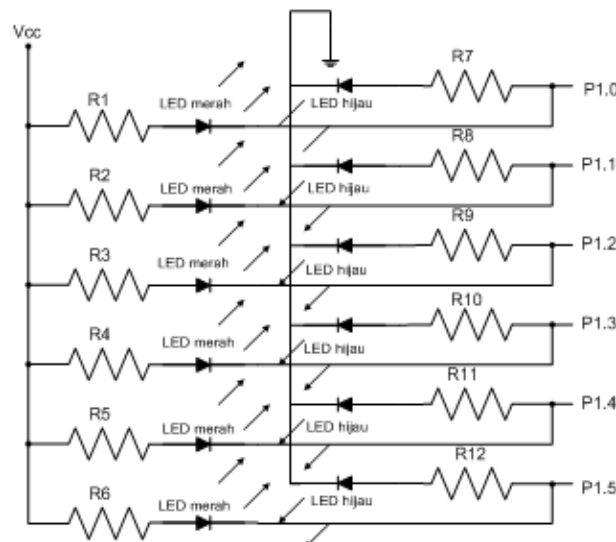 Vcc
R7
P1.0
R1
LED merah
LED hijau
R8
P1.1
R2
LED merah
LED hijau
R9
P1.2
R3
LED merah
LED hijau
R10
P1.3
R4
LED merah
LED hijau
R11
P1.4
R5
LED merah
LED hijau
R12
P1.5
R6
LED merah
LED hijau